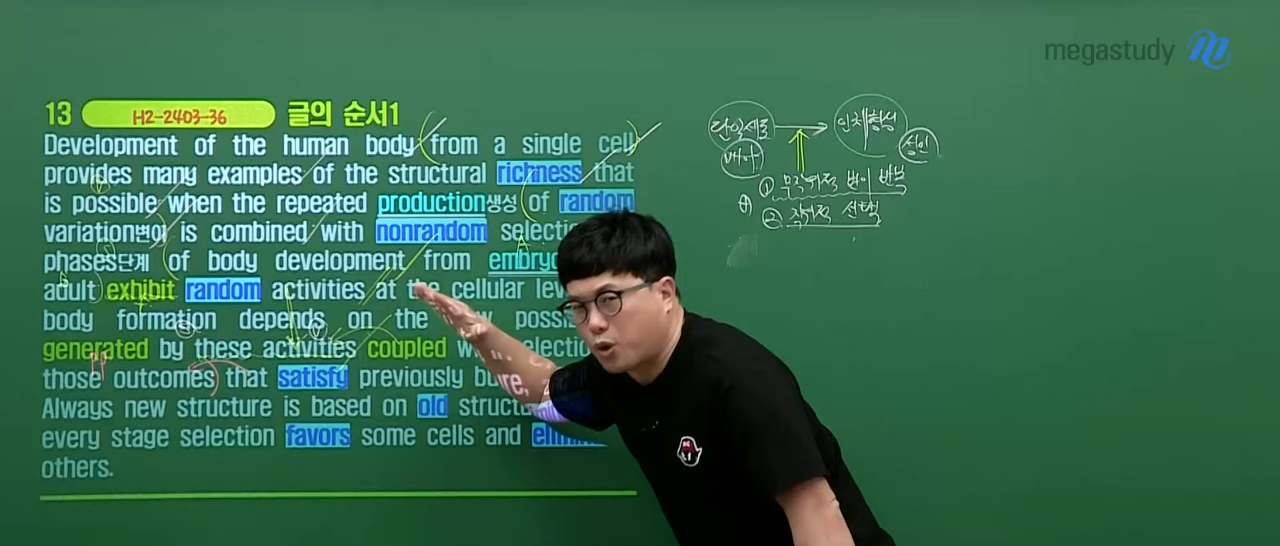 megastudy
13 H2-2403-36 글의 순서1
Development of the human body from a single cell
provides many examples of the structural richness that
is possible when the repeated production생성 of random
variation변이 is combined with nonrandom
phases단계 of body development from
adult exhibit random activities at the cellular
body formation depends on the
generated by these activities coupled
those outcomes that satisfy previously
Always new structure is based on old
every stage selection favors some cells and
others.
단일세포
인체형성
배아
성인
① 무작위적 변이 반복
② 작위적 선택